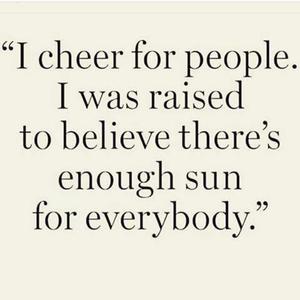 “I cheer for people.
I was raised
to believe there’s
enough sun
for everybody.”